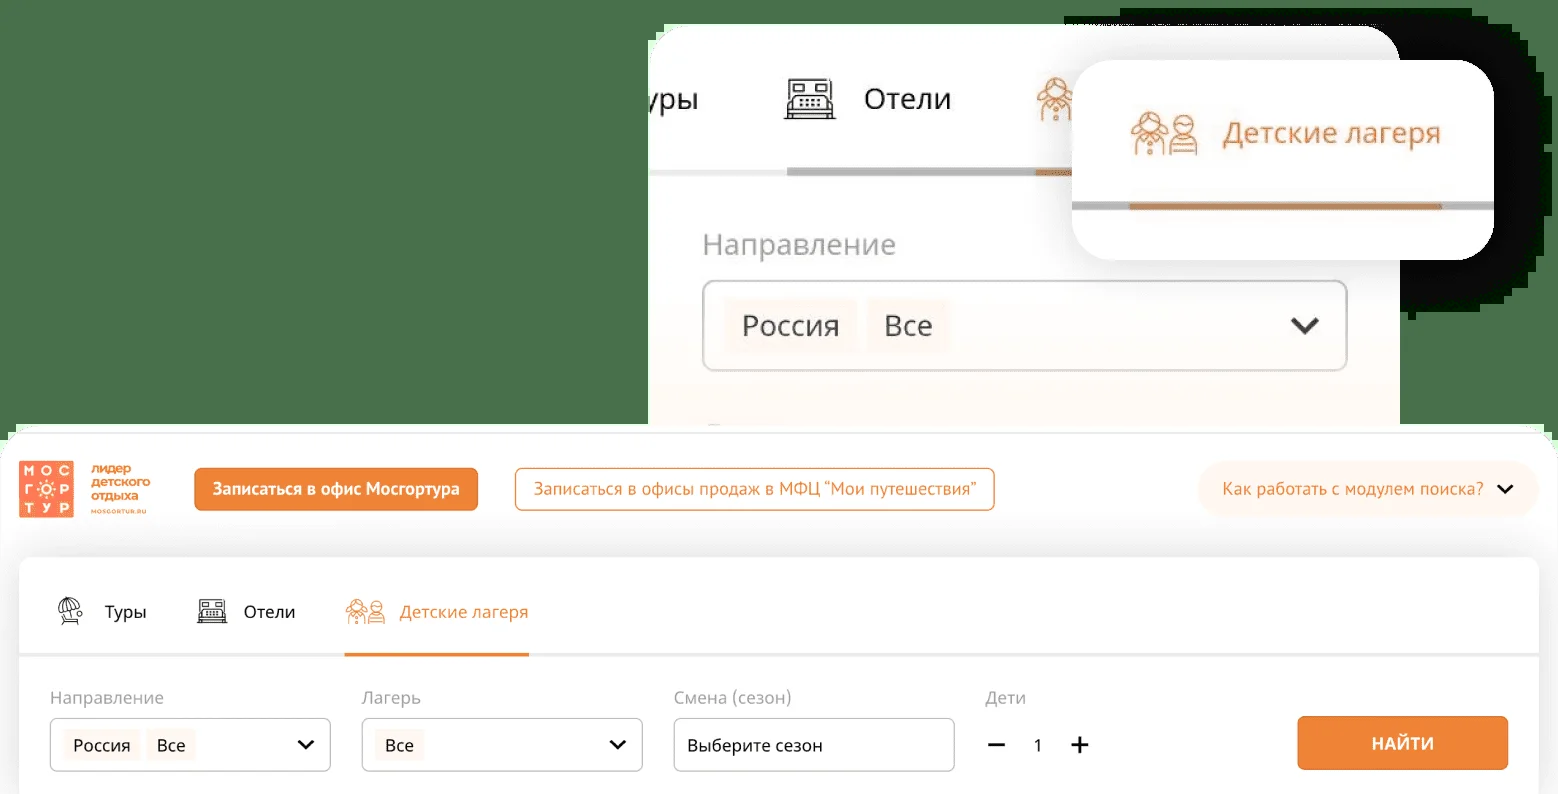 уры
Отели
Детские лагеря
Направление
Россия Все
МОС
ГОР
ТУР
лидер
детского
отдыха
MOSGORTUR.RU
Записаться в офис Мосгортура
Записаться в офисы продаж в МФЦ “Мои путешествия”
Как работать с модулем поиска?
Туры
Отели
Детские лагеря
Направление
Лагерь
Смена (сезон)
Дети
Россия Все
Все
Выберите сезон
− 1 +
НАЙТИ